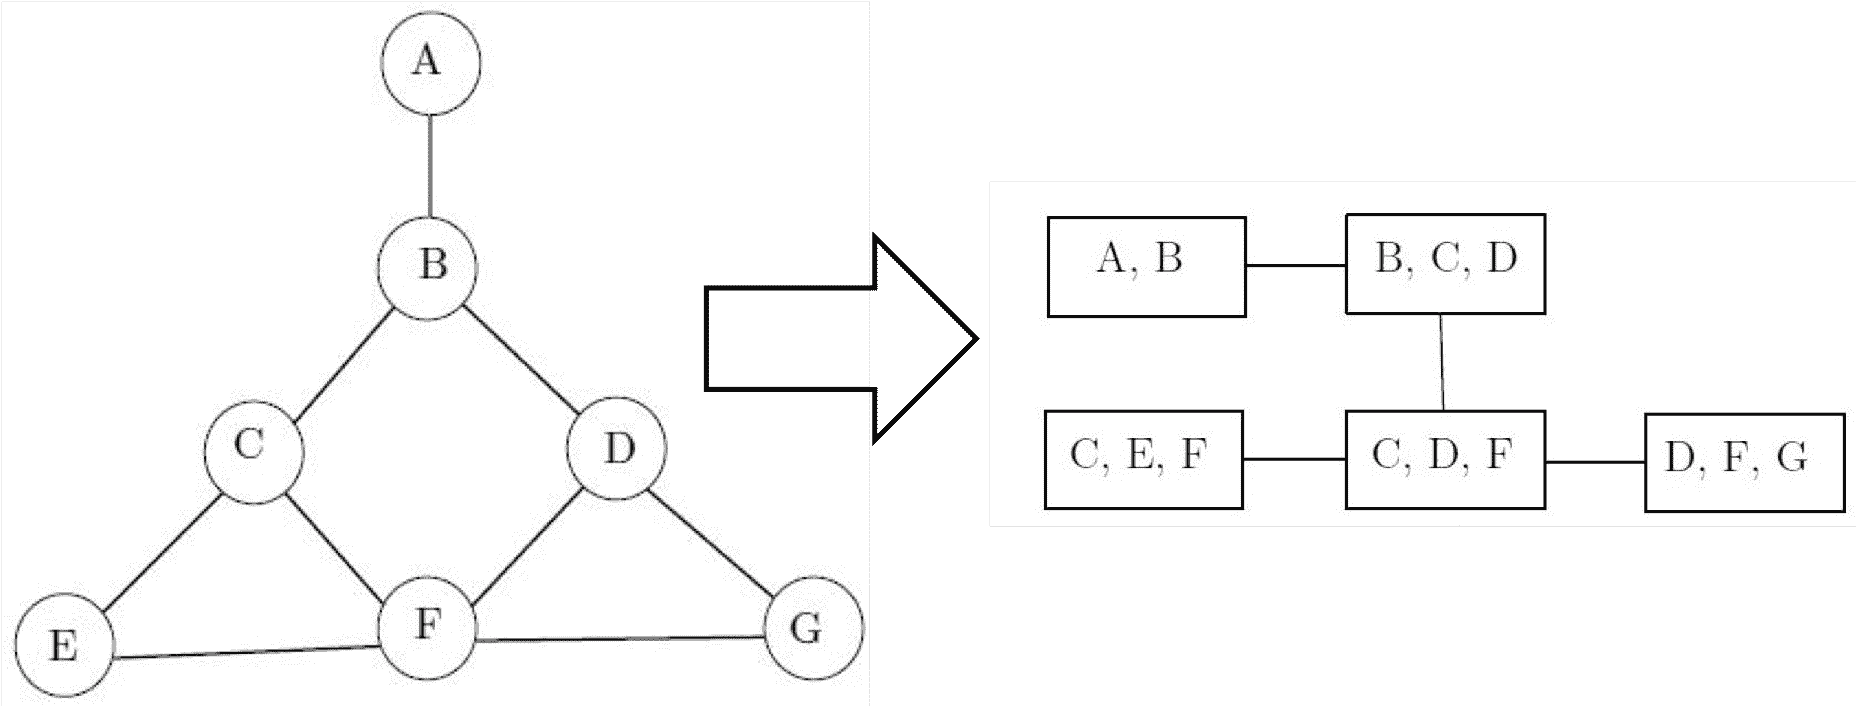 A
B
C
D
E
F
G
A, B
B, C, D
C, E, F
C, D, F
D, F, G